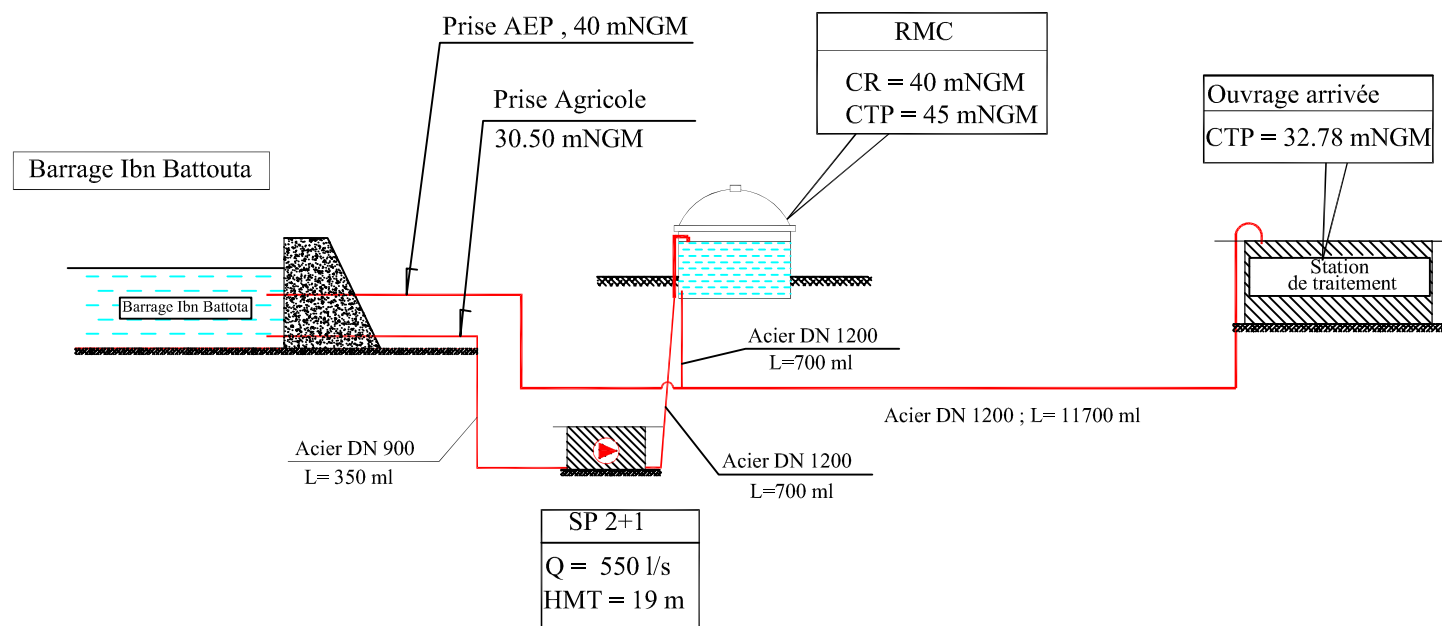 Prise AEP , 40 mNGM
RMC
CR = 40 mNGM
CTP = 45 mNGM
Ouvrage arrivée
CTP = 32.78 mNGM
Prise Agricole
30.50 mNGM
Barrage Ibn Battouta
Barrage Ibn Battota
Station
de traitement
Acier DN 1200
L=700 ml
Acier DN 1200 ; L= 11700 ml
Acier DN 900
L= 350 ml
Acier DN 1200
L=700 ml
SP 2+1
Q = 550 l/s
HMT = 19 m